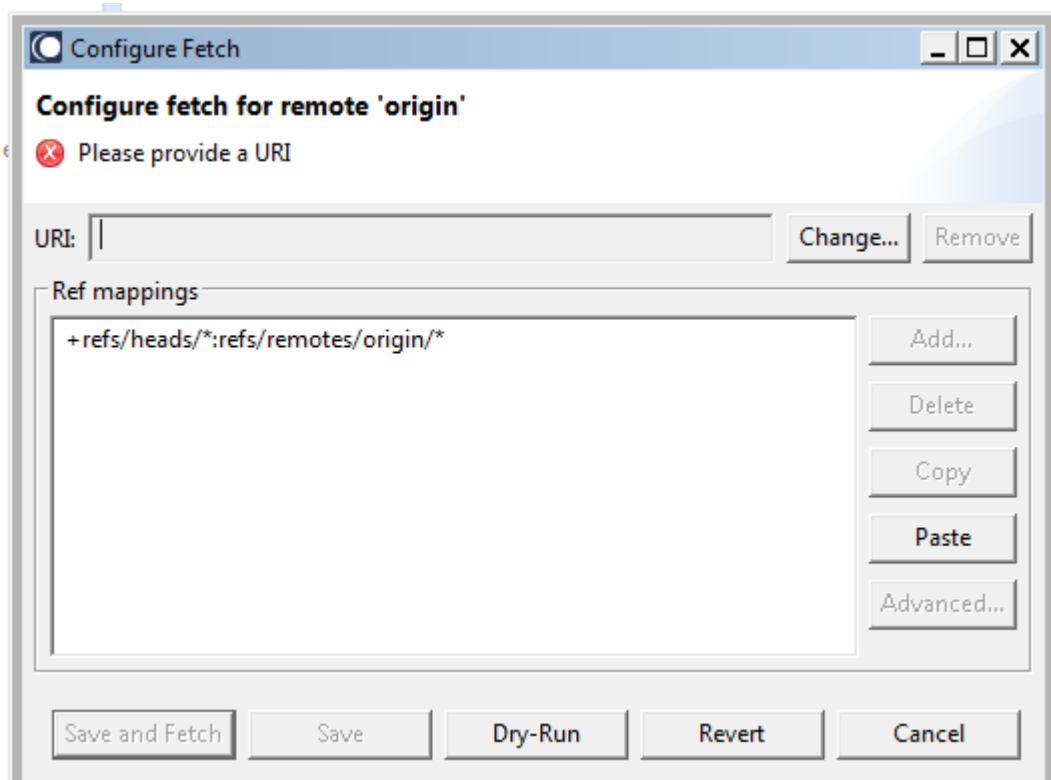 Configure Fetch
Configure fetch for remote 'origin'
Please provide a URI
URI:
Change...
Remove
Ref mappings
+refs/heads/*:refs/remotes/origin/*
Add...
Delete
Copy
Paste
Advanced...
Save and Fetch
Save
Dry-Run
Revert
Cancel